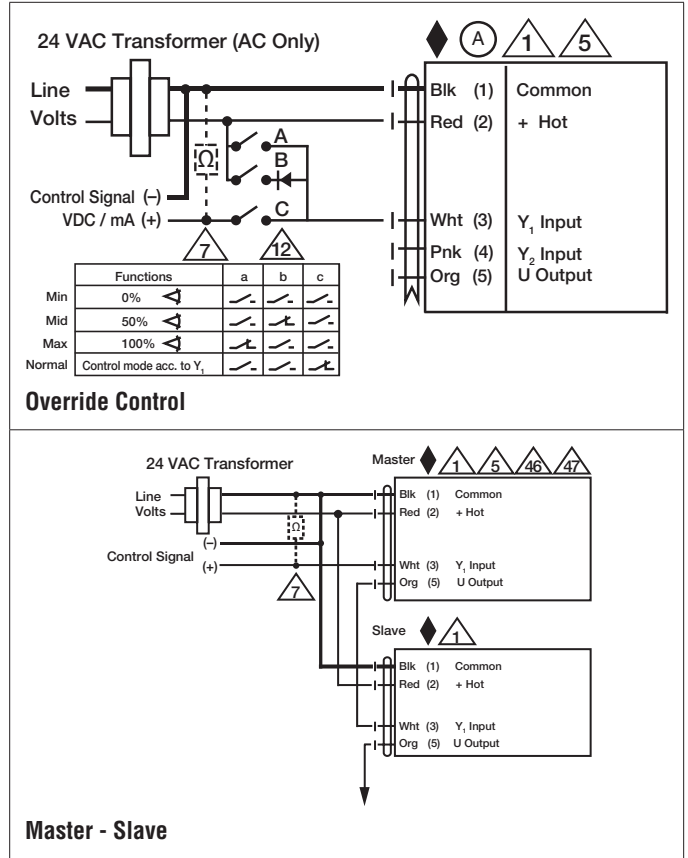 24 VAC Transformer (AC Only)
A 1 5
Line
Volts
Blk (1) Common
Red (2) + Hot
A
Ω
B
Control Signal (–)
VDC / mA (+)
C
Wht (3) Y₁ Input
7 12
Pnk (4) Y₂ Input
Org (5) U Output
Functions a b c
Min 0%
Mid 50%
Max 100%
Normal Control mode acc. to Y₁
Override Control
24 VAC Transformer
Master 1 5 46 47
Line
Volts
Blk (1) Common
Red (2) + Hot
Ω
(–)
Control Signal
(+)
Wht (3) Y₁ Input
7
Org (5) U Output
Slave 1
Blk (1) Common
Red (2) + Hot
Wht (3) Y₁ Input
Org (5) U Output
Master - Slave